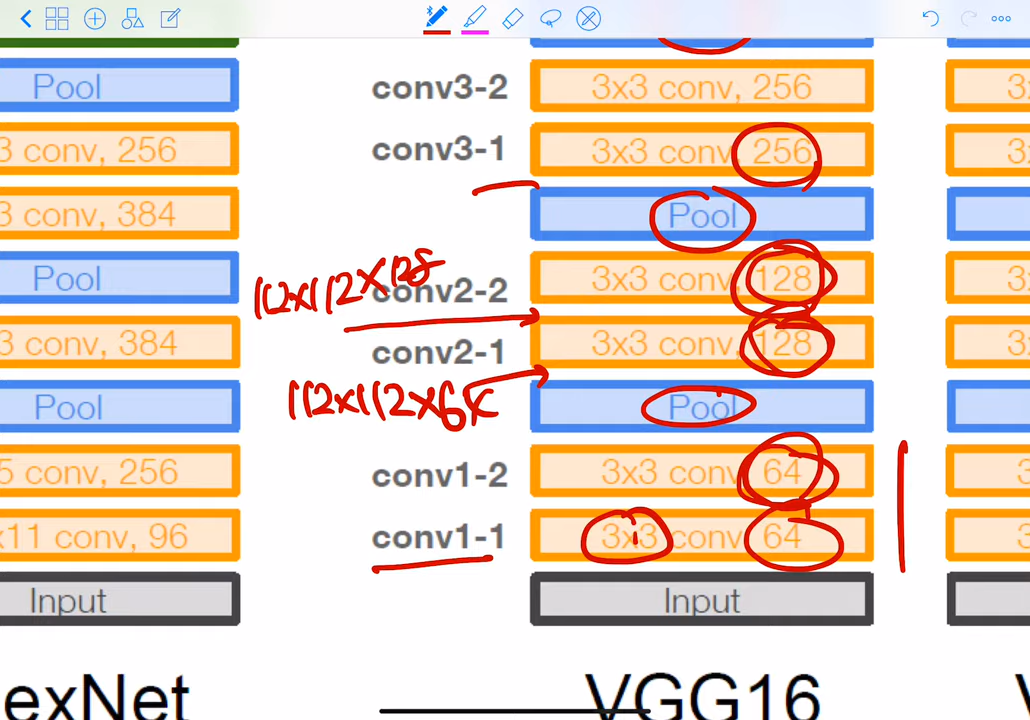 Pool
3 conv, 256
3 conv, 384
Pool
3 conv, 384
Pool
5 conv, 256
x11 conv, 96
Input
exNet
conv3-2
conv3-1
conv2-2
conv2-1
conv1-2
conv1-1
112x112x128
112x112x64
3x3 conv, 256
3x3 conv, 256
Pool
3x3 conv, 128
3x3 conv, 128
Pool
3x3 conv, 64
3x3 conv, 64
Input
VGG16